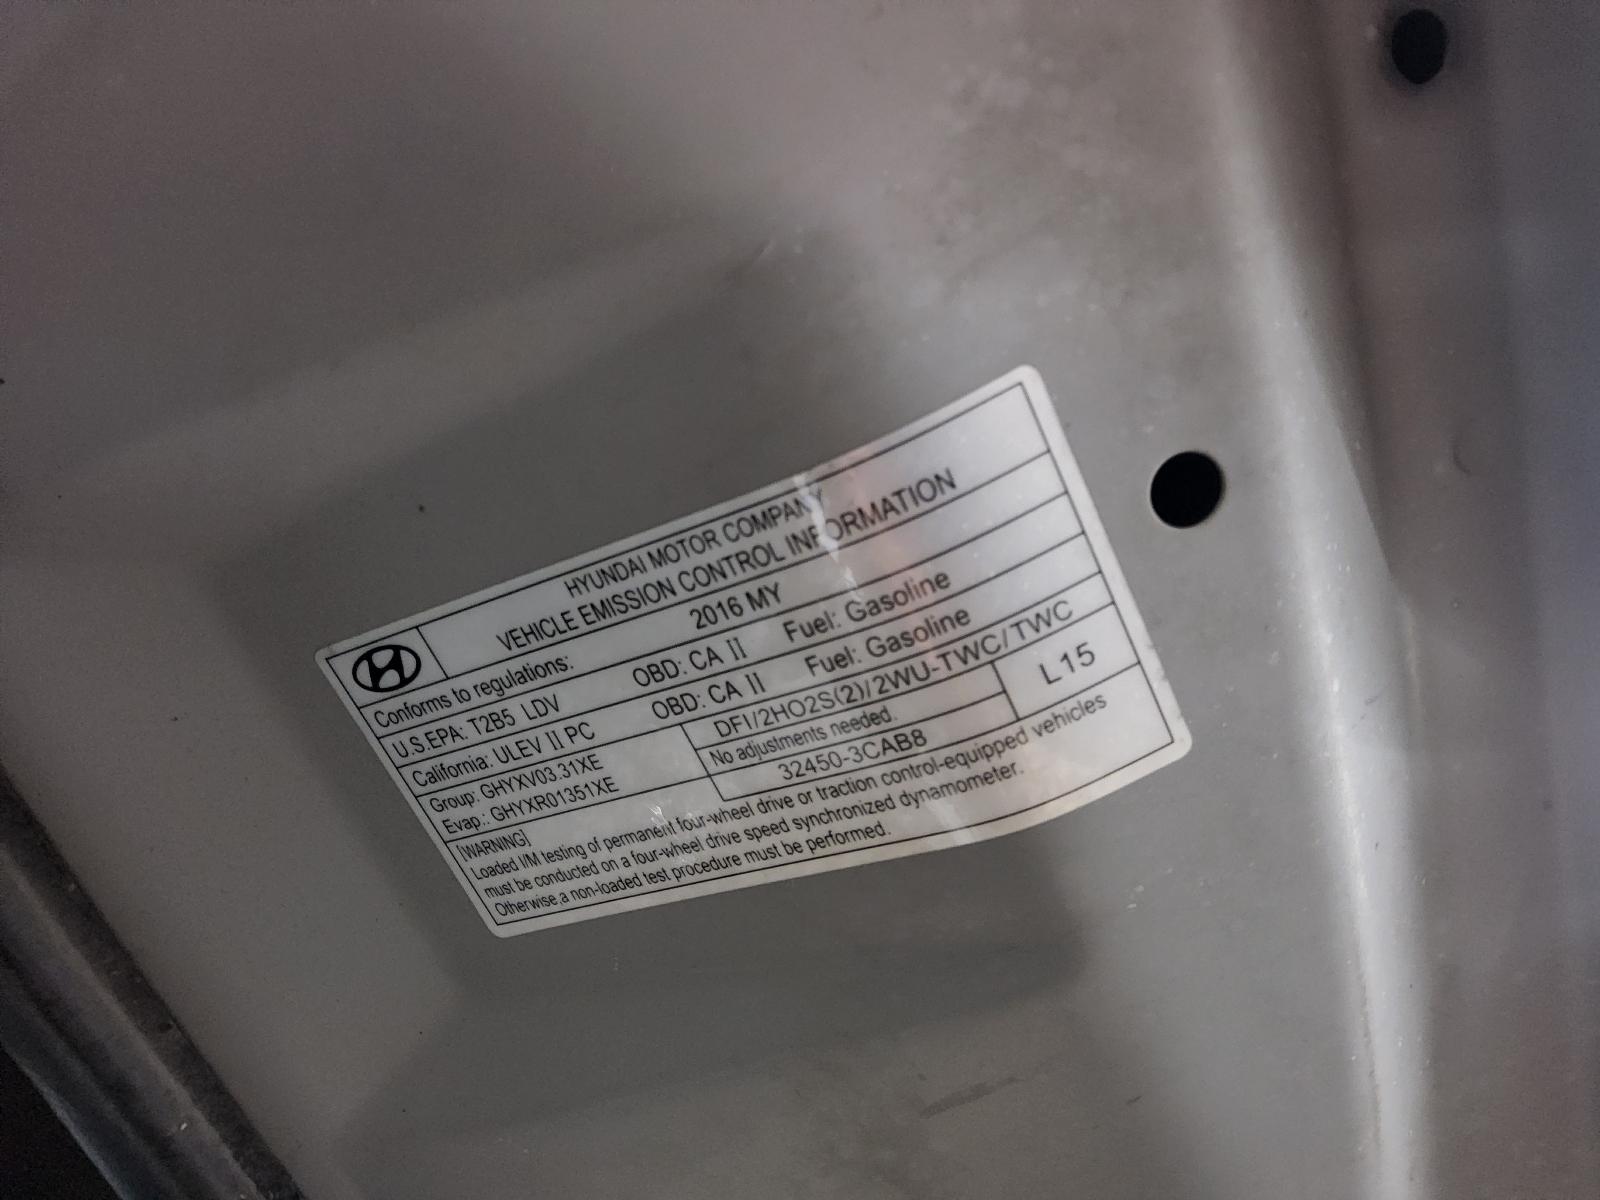 HYUNDAI MOTOR COMPANY
VEHICLE EMISSION CONTROL INFORMATION
Conforms to regulations: 2016 MY
U.S.EPA: T2B5 LDV OBD: CA II Fuel: Gasoline
California: ULEV II PC OBD: CA II Fuel: Gasoline
Group: GHYXV03.31XE DFI/2HO2S(2)/2WU-TWC/TWC
Evap.: GHYXR01351XE No adjustments needed. L15
32450-3CAB8
[WARNING]
Loaded I/M testing of permanent four-wheel drive or traction control-equipped vehicles
must be conducted on a four-wheel drive speed synchronized dynamometer.
Otherwise,a non-loaded test procedure must be performed.